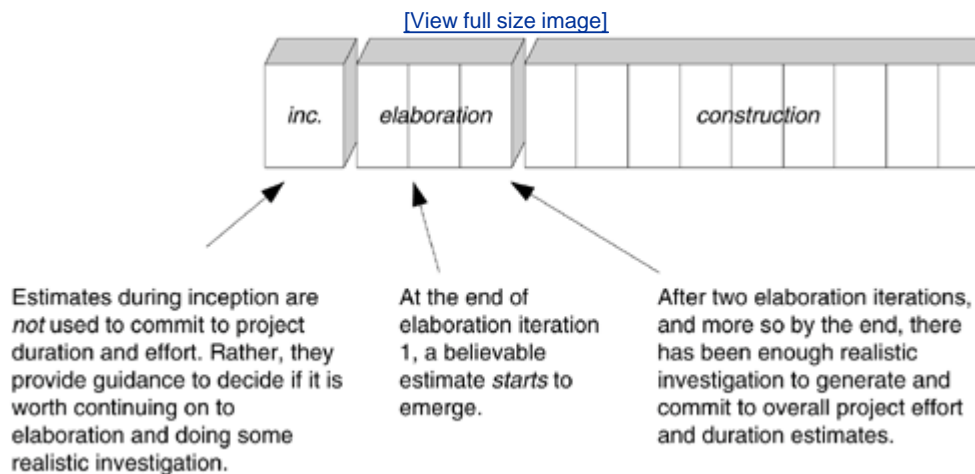 [View full size image]
inc.
elaboration
construction
Estimates during inception are
not used to commit to project
duration and effort. Rather, they
provide guidance to decide if it is
worth continuing on to
elaboration and doing some
realistic investigation.
At the end of
elaboration iteration
1, a believable
estimate starts to
emerge.
After two elaboration iterations,
and more so by the end, there
has been enough realistic
investigation to generate and
commit to overall project effort
and duration estimates.